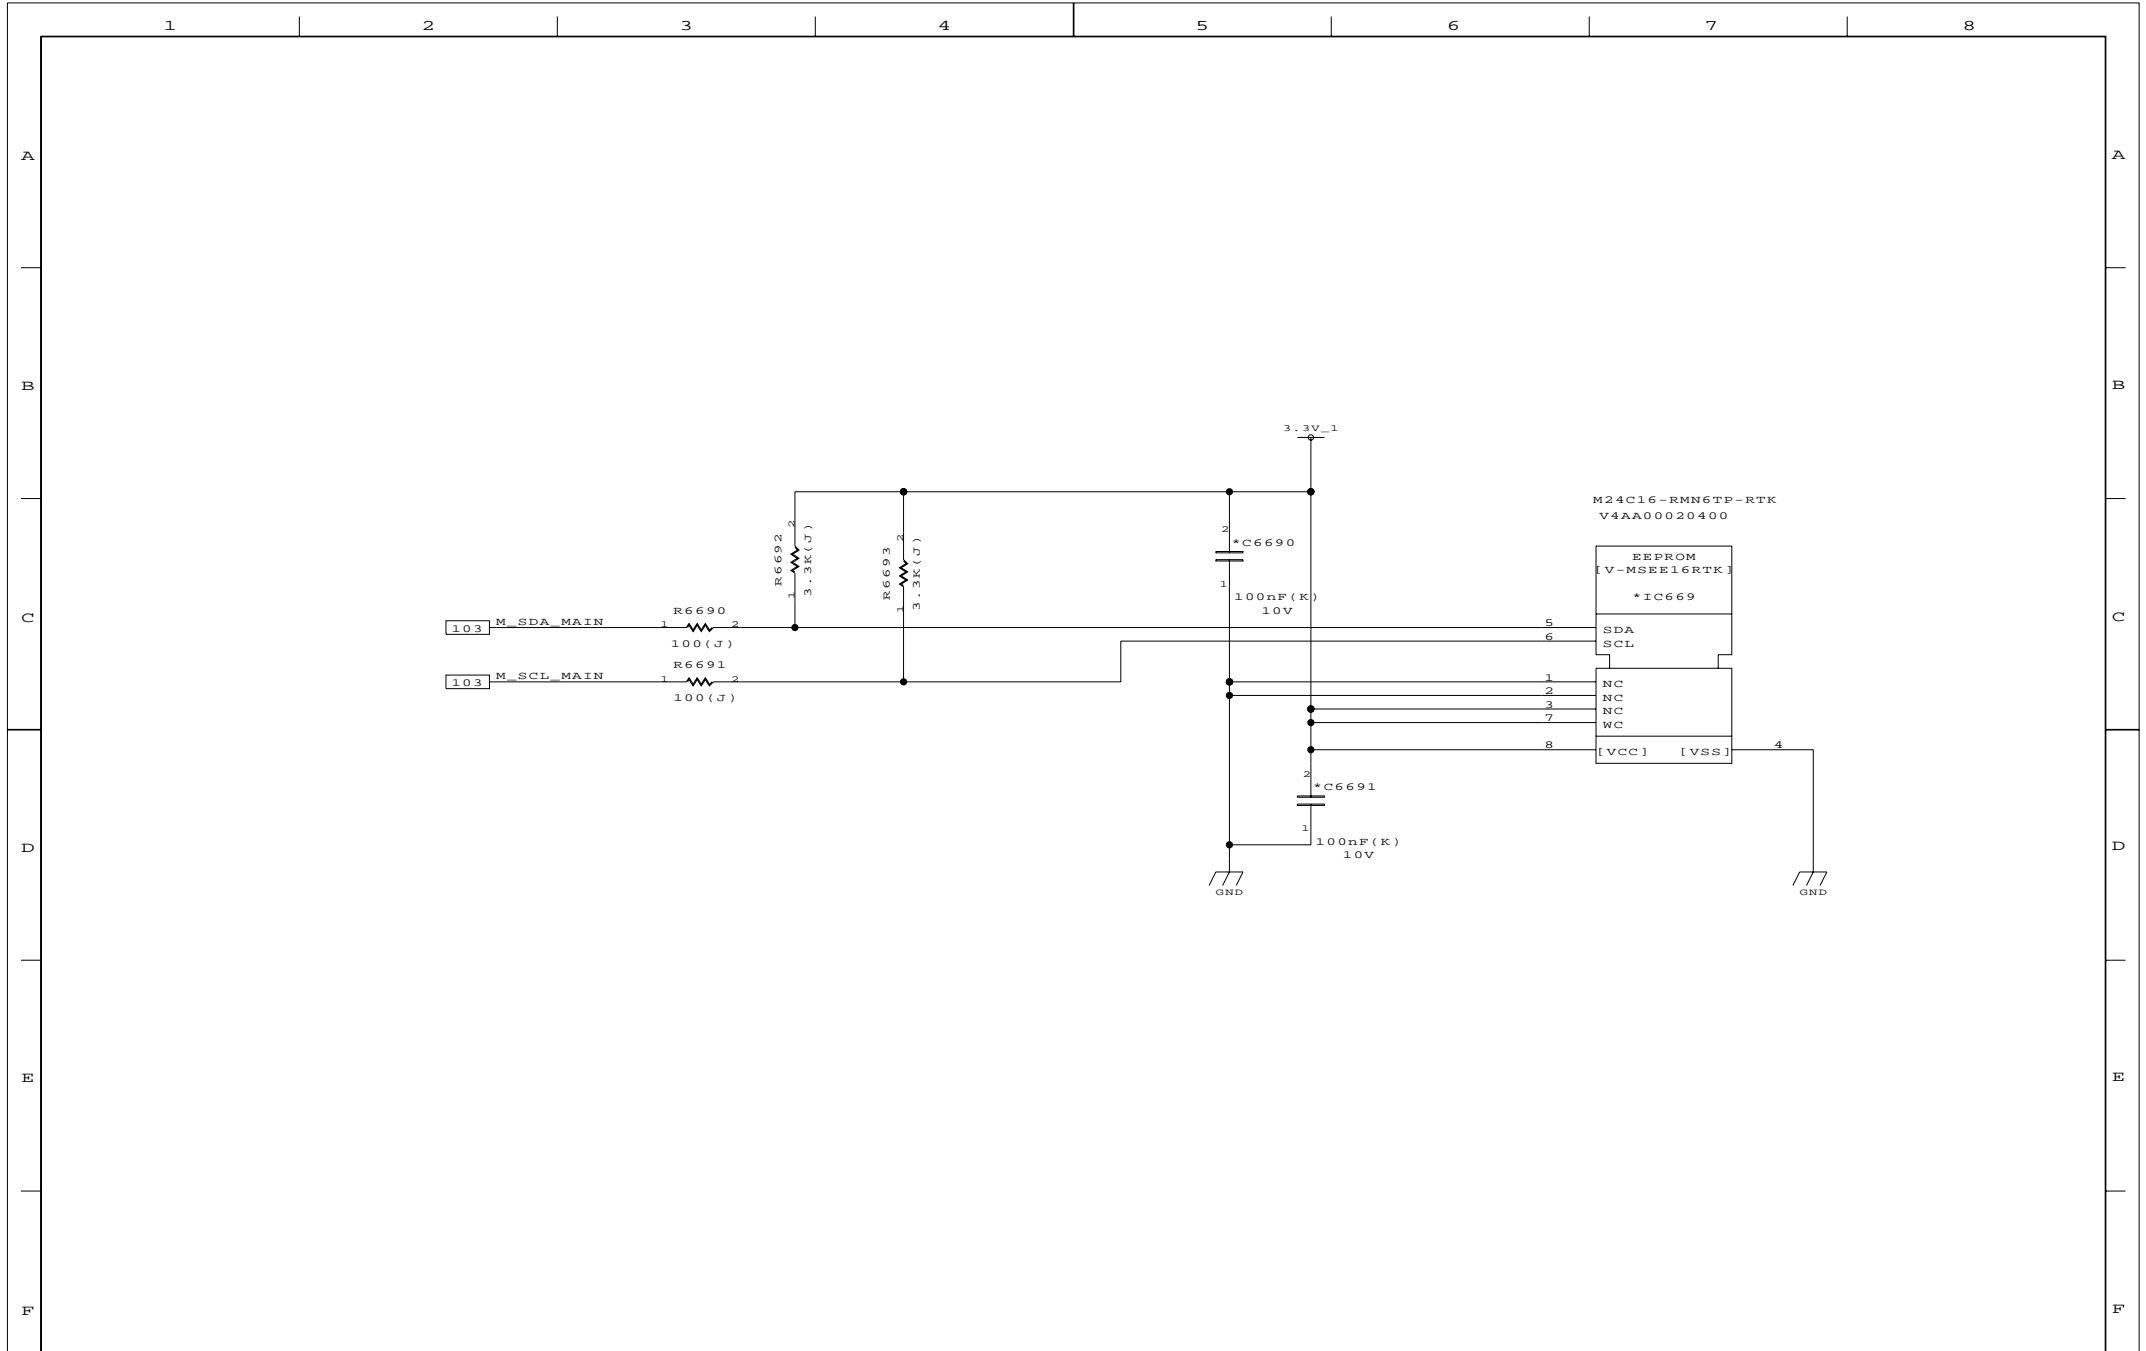 1 2 3 4 5 6 7 8
A A
B B
3.3V_1
M24C16-RMN6TP-RTK
V4AA00020400
2 2 2
R6692 3.3K(J) R6693 3.3K(J) *C6690
EEPROM
[V-MSEE16RTK]
1 1 1 100nF(K) *IC669
10V
C C
R6690
103 M_SDA_MAIN 1 2 5 SDA
100(J) 6 SCL
R6691
103 M_SCL_MAIN 1 2 1 NC
100(J) 2 NC
3 NC
7 WC
8 [VCC] [VSS] 4
2 *C6691
1
100nF(K)
10V
D D
GND GND
E E
F F